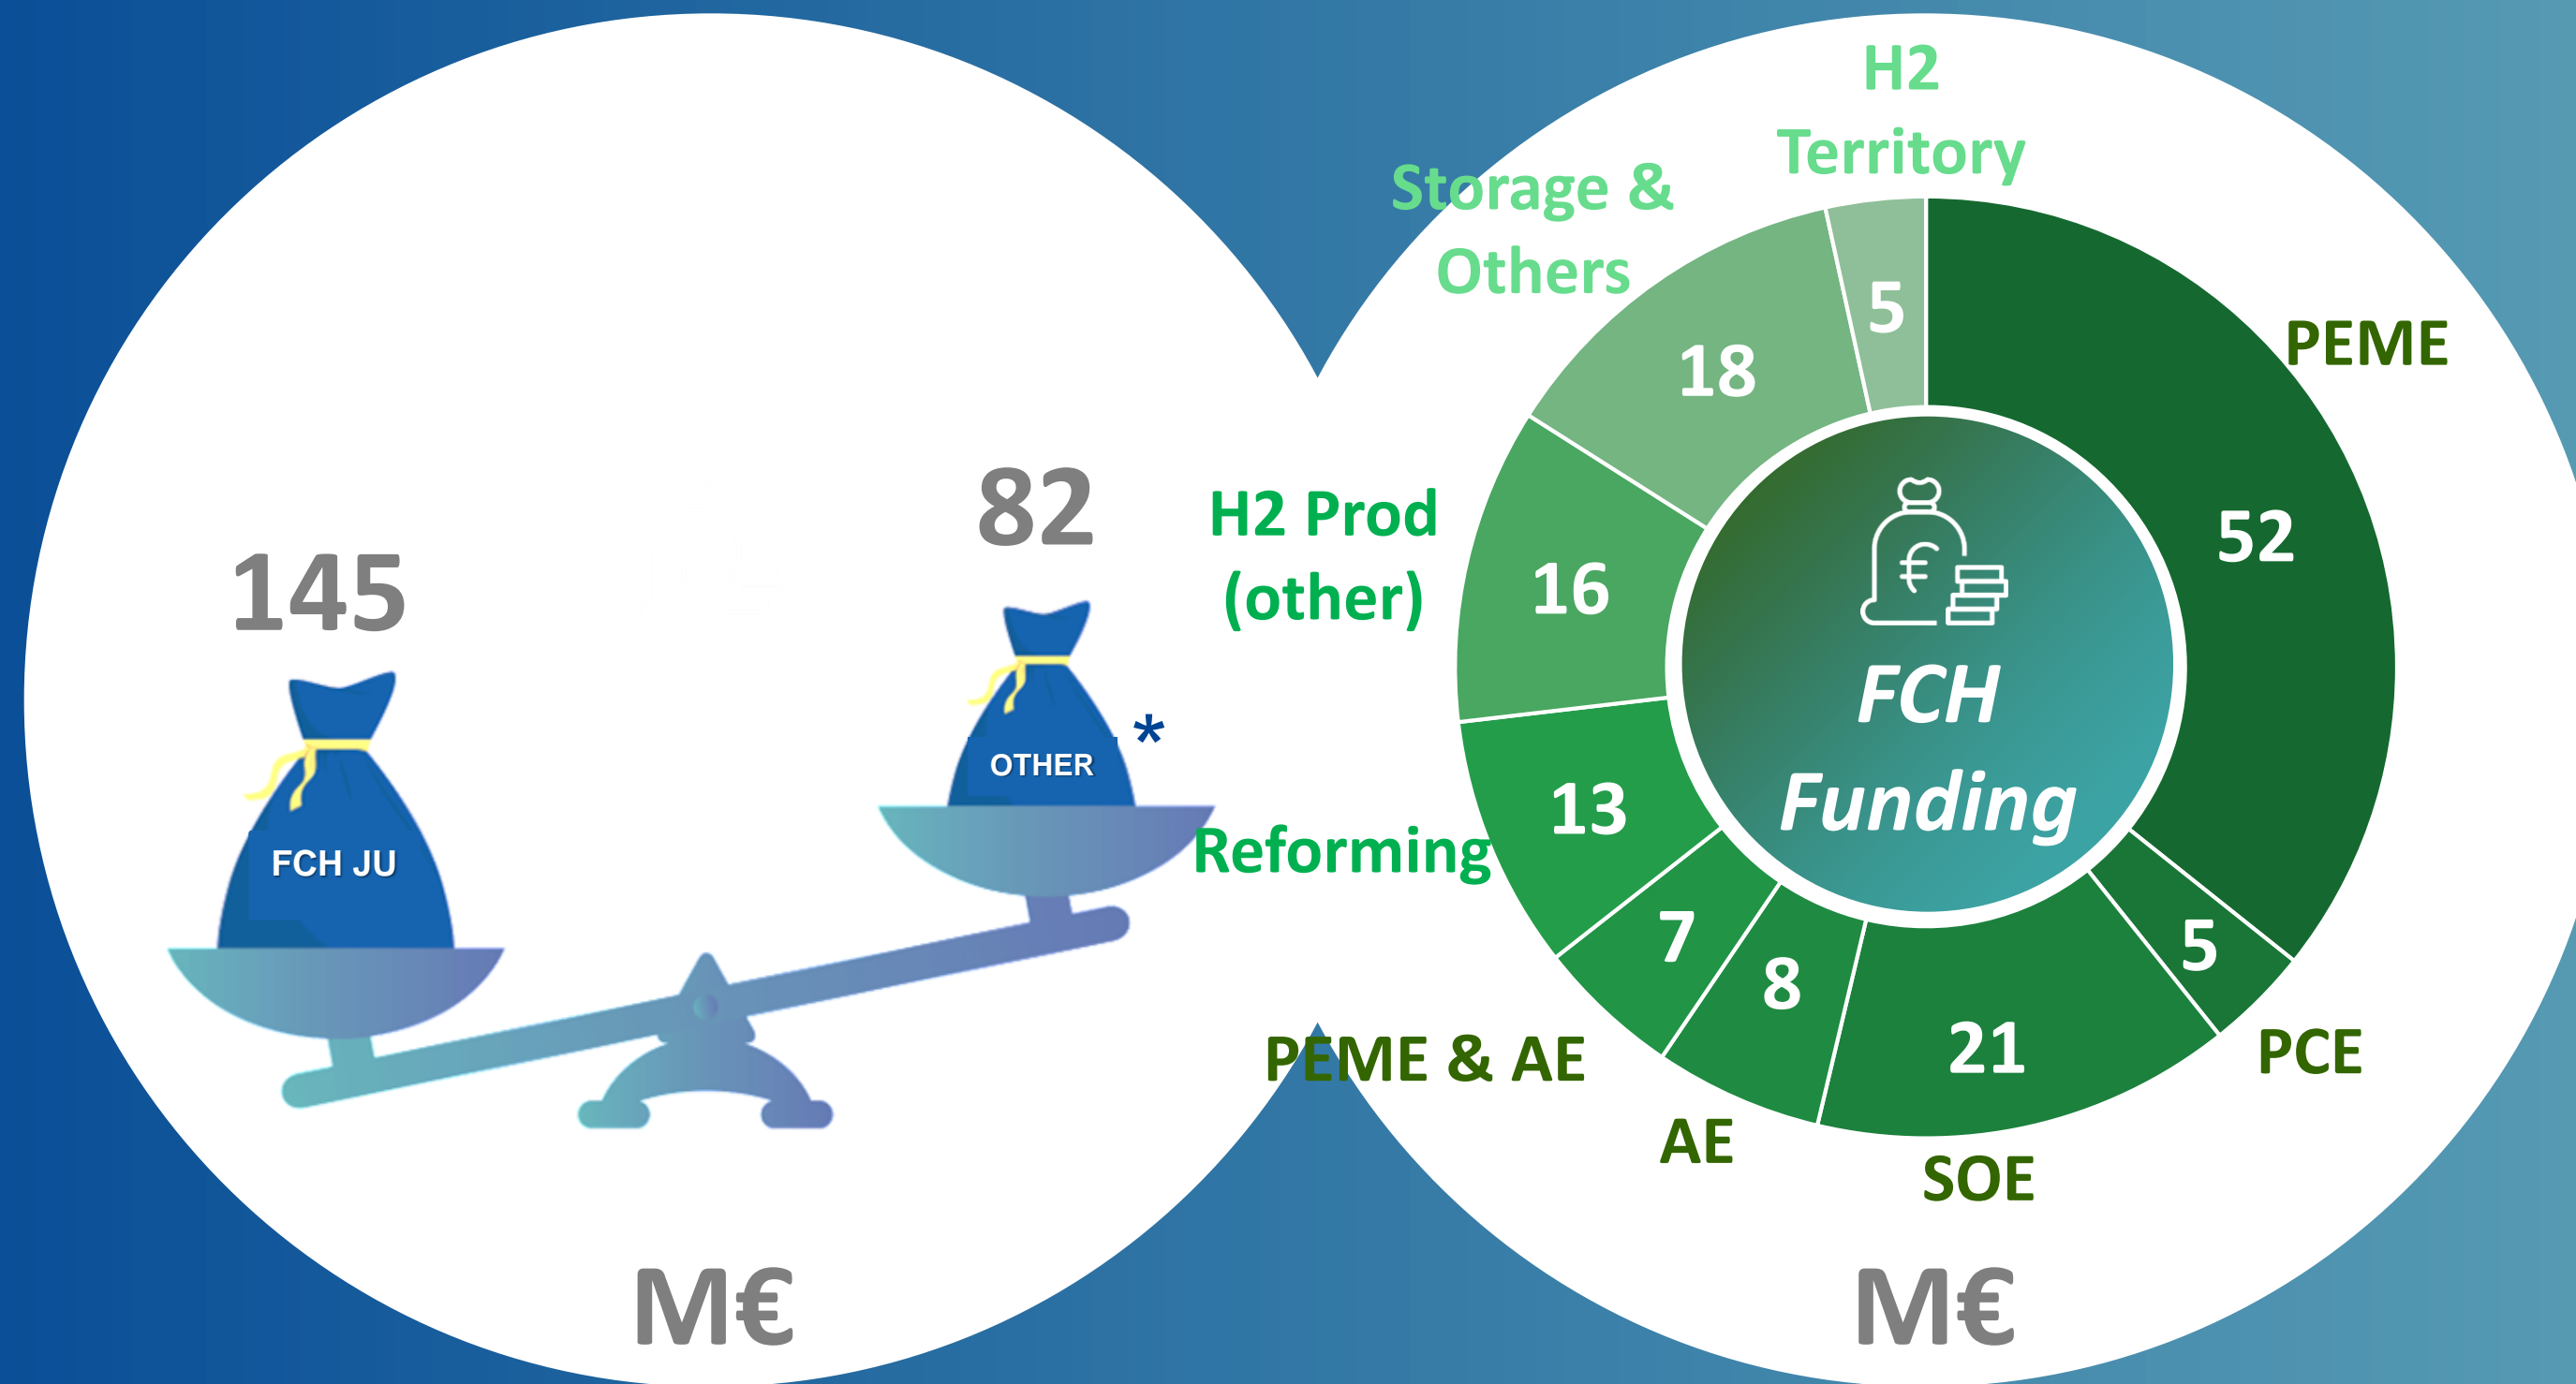 145
FCH JU
82
OTHER
*
M€
H2
Territory
Storage &
Others
H2 Prod
(other)
Reforming
PEME & AE
AE
SOE
PCE
PEME
5
18
16
13
7
8
21
5
52
€
FCH
Funding
M€